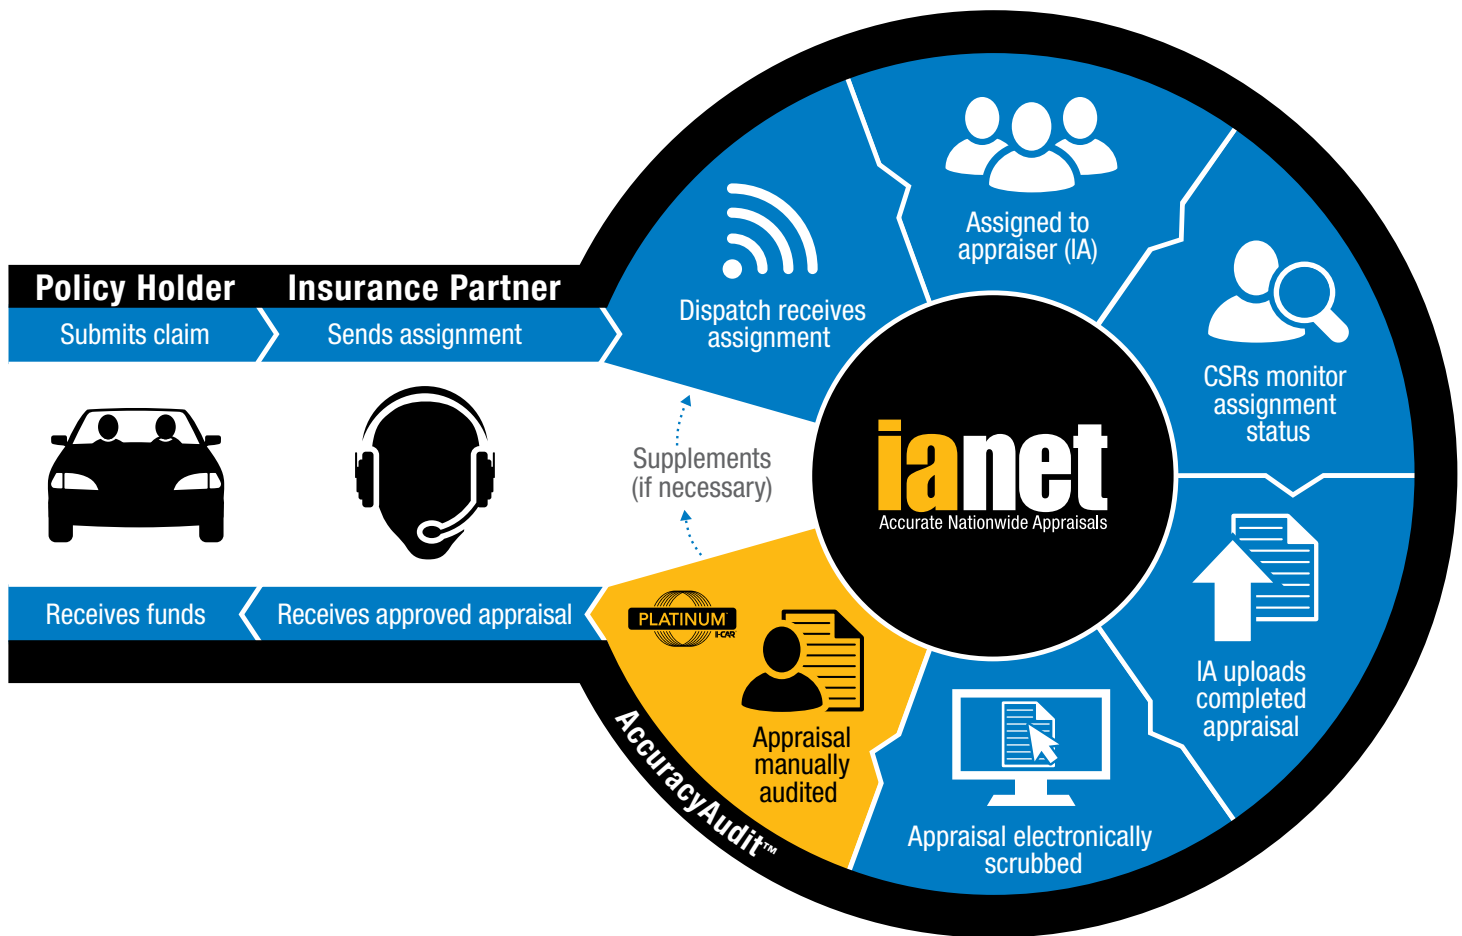 Policy Holder
Insurance Partner
Submits claim
Sends assignment
Dispatch receives
assignment
Assigned to
appraiser (IA)
CSRs monitor
assignment
status
IA uploads
completed
appraisal
Appraisal electronically
scrubbed
Appraisal
manually
audited
AccuracyAudit™
PLATINUM
I-CAR
Supplements
(if necessary)
Receives approved appraisal
Receives funds
ianet
Accurate Nationwide Appraisals